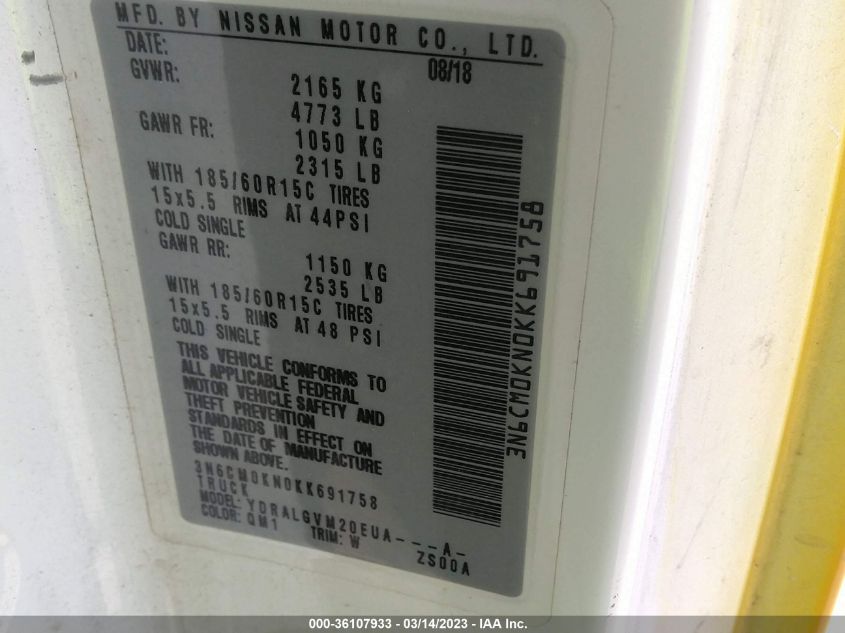 MFD. BY NISSAN MOTOR CO., LTD.
DATE: 08/18
GVWR: 2165 KG
4773 LB
GAWR FR: 1050 KG
2315 LB
WITH 185/60R15C TIRES
15x5.5 RIMS AT 44PSI
COLD SINGLE
GAWR RR: 1150 KG
2535 LB
WITH 185/60R15C TIRES
15x5.5 RIMS AT 48 PSI
COLD SINGLE
THIS VEHICLE CONFORMS TO
ALL APPLICABLE FEDERAL
MOTOR VEHICLE SAFETY AND
THEFT PREVENTION
STANDARDS IN EFFECT ON
THE DATE OF MANUFACTURE
SHOWN ABOVE.
3N6CM0KN0KK691758
TRUCK
MODEL: YDRALGVM20EUA---A-
COLOR: QM1 TRIM: W ZS00A
3N6CM0KN0KK691758
000-36107933 - 03/14/2023 - IAA Inc.